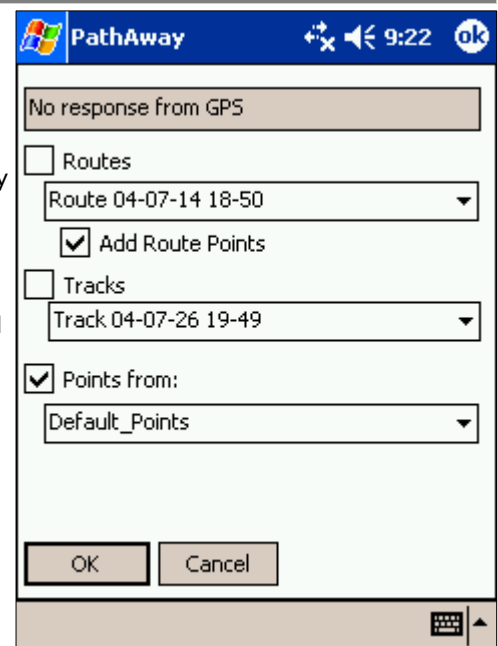 PathAway 9:22 ok
No response from GPS
Routes
Route 04-07-14 18-50
Add Route Points
Tracks
Track 04-07-26 19-49
Points from:
Default_Points
OK Cancel